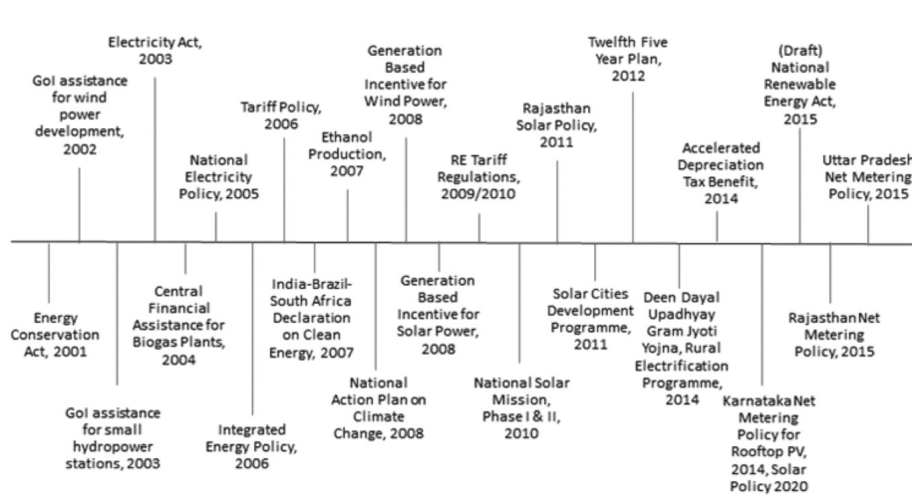 GoI assistance
for wind
power
development,
2002
Electricity Act,
2003
National
Electricity
Policy, 2005
Tariff Policy,
2006
Ethanol
Production,
2007
Generation
Based
Incentive for
Wind Power,
2008
RE Tariff
Regulations,
2009/2010
Rajasthan
Solar Policy,
2011
Twelfth Five
Year Plan,
2012
Accelerated
Depreciation
Tax Benefit,
2014
(Draft)
National
Renewable
Energy Act,
2015
Uttar Pradesh
Net Metering
Policy, 2015
Energy
Conservation
Act, 2001
GoI assistance
for small
hydropower
stations, 2003
Central
Financial
Assistance for
Biogas Plants,
2004
Integrated
Energy Policy,
2006
India-Brazil-
South Africa
Declaration
on Clean
Energy, 2007
National
Action Plan on
Climate
Change, 2008
Generation
Based
Incentive for
Solar Power,
2008
National Solar
Mission,
Phase I & II,
2010
Solar Cities
Development
Programme,
2011
Deen Dayal
Upadhyay
Gram Jyoti
Yojna, Rural
Electrification
Programme,
2014
Karnataka Net
Metering
Policy for
Rooftop PV,
2014, Solar
Policy 2020
Rajasthan Net
Metering
Policy, 2015